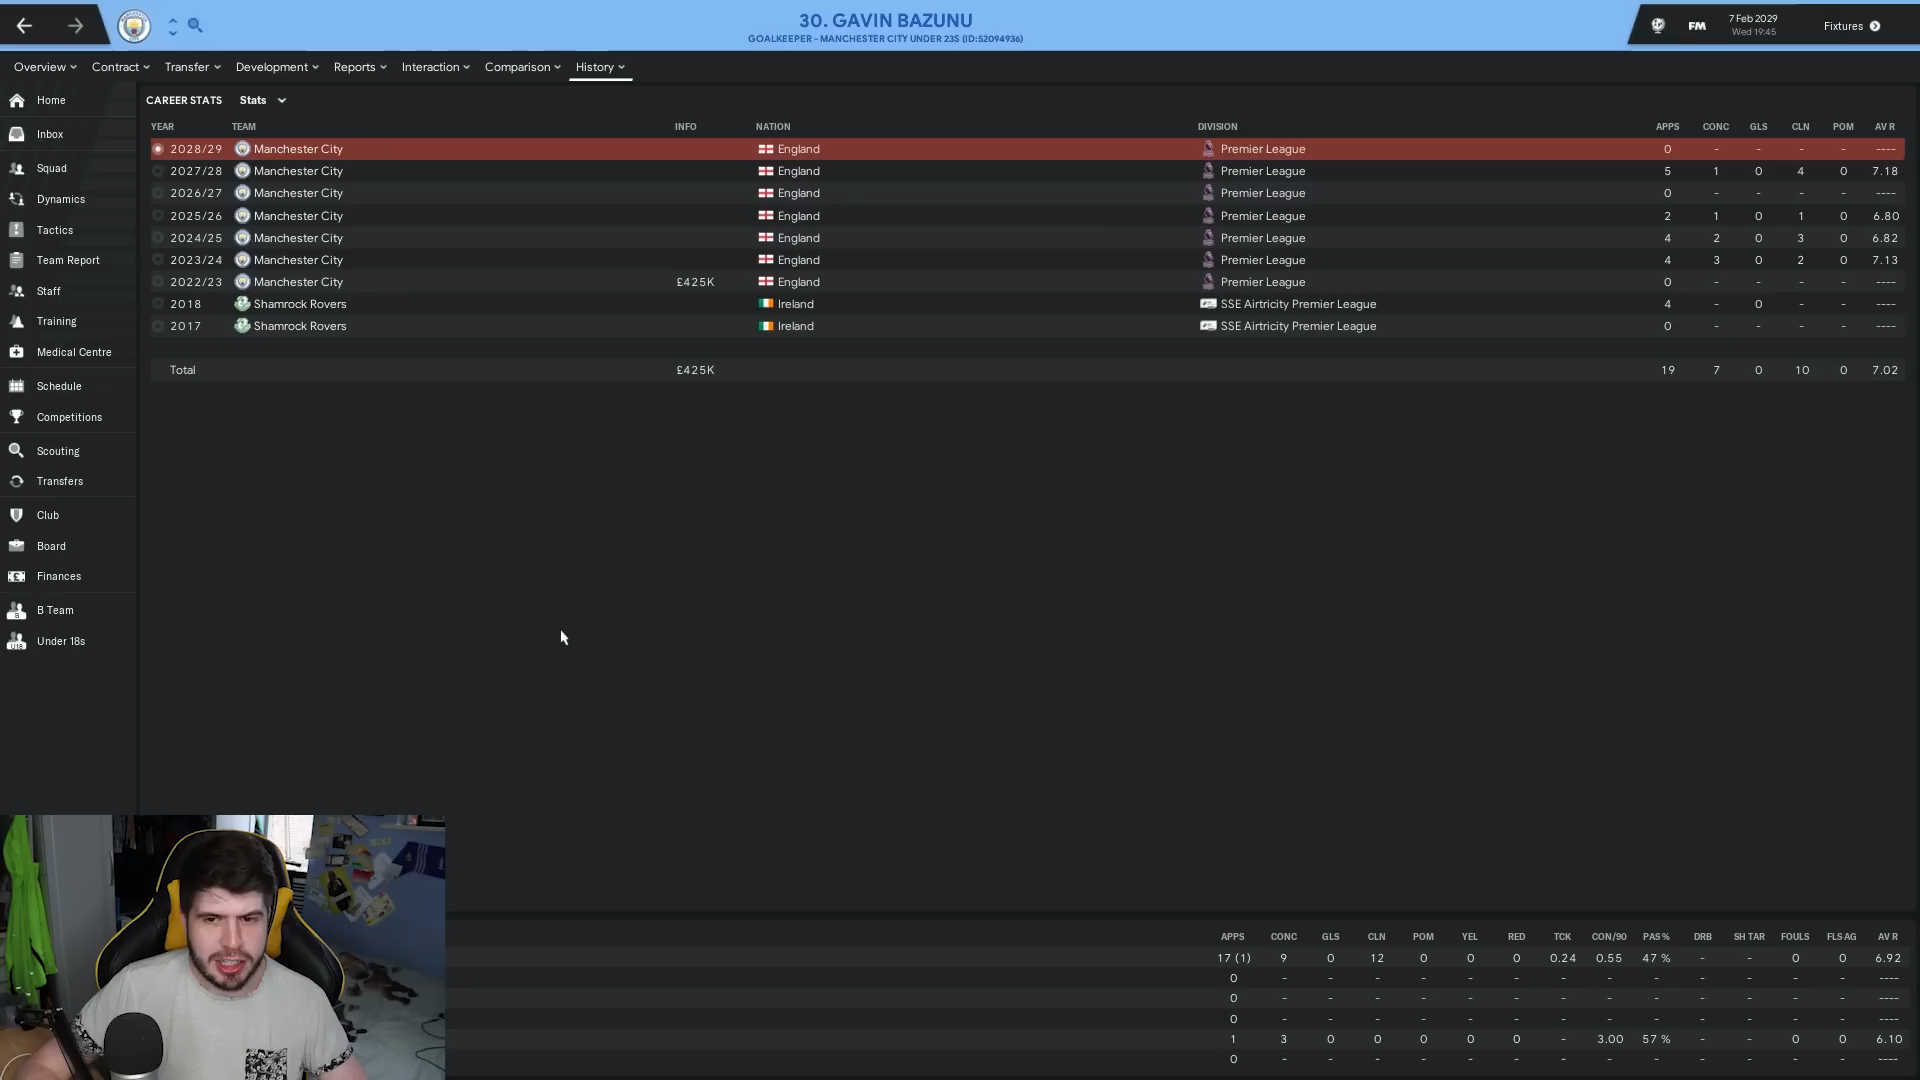 30. GAVIN BAZUNU
GOALKEEPER - MANCHESTER CITY UNDER 23S (ID:52094936)
FM
7 Feb 2029
Wed 19:45
Fixtures
Overview Contract Transfer Development Reports Interaction Comparison History
Home
Inbox
Squad
Dynamics
Tactics
Team Report
Staff
Training
Medical Centre
Schedule
Competitions
Scouting
Transfers
Club
Board
Finances
B Team
Under 18s
CAREER STATS Stats
YEAR TEAM INFO NATION DIVISION APPS CONC GLS CLN POM AV R
2028/29 Manchester City England Premier League 0 - - - - ----
2027/28 Manchester City England Premier League 5 1 0 4 0 7.18
2026/27 Manchester City England Premier League 0 - - - - ----
2025/26 Manchester City England Premier League 2 1 0 1 0 6.80
2024/25 Manchester City England Premier League 4 2 0 3 0 6.82
2023/24 Manchester City England Premier League 4 3 0 2 0 7.13
2022/23 Manchester City £425K England Premier League 0 - - - - ----
2018 Shamrock Rovers Ireland SSE Airtricity Premier League 4 - 0 - - ----
2017 Shamrock Rovers Ireland SSE Airtricity Premier League 0 - - - - ----
Total £425K 19 7 0 10 0 7.02
APPS CONC GLS CLN POM YEL RED TCK CON/90 PAS % DRB SH TAR FOULS FLS AG AV R
17 (1) 9 0 12 0 0 0 0.24 0.55 47 % - - 0 0 6.92
0 - - - - - - - - - - - - - ----
0 - - - - - - - - - - - - - ----
0 - - - - - - - - - - - - - ----
1 3 0 0 0 0 0 - 3.00 57 % - - 0 0 6.10
0 - - - - - - - - - - - - - ----